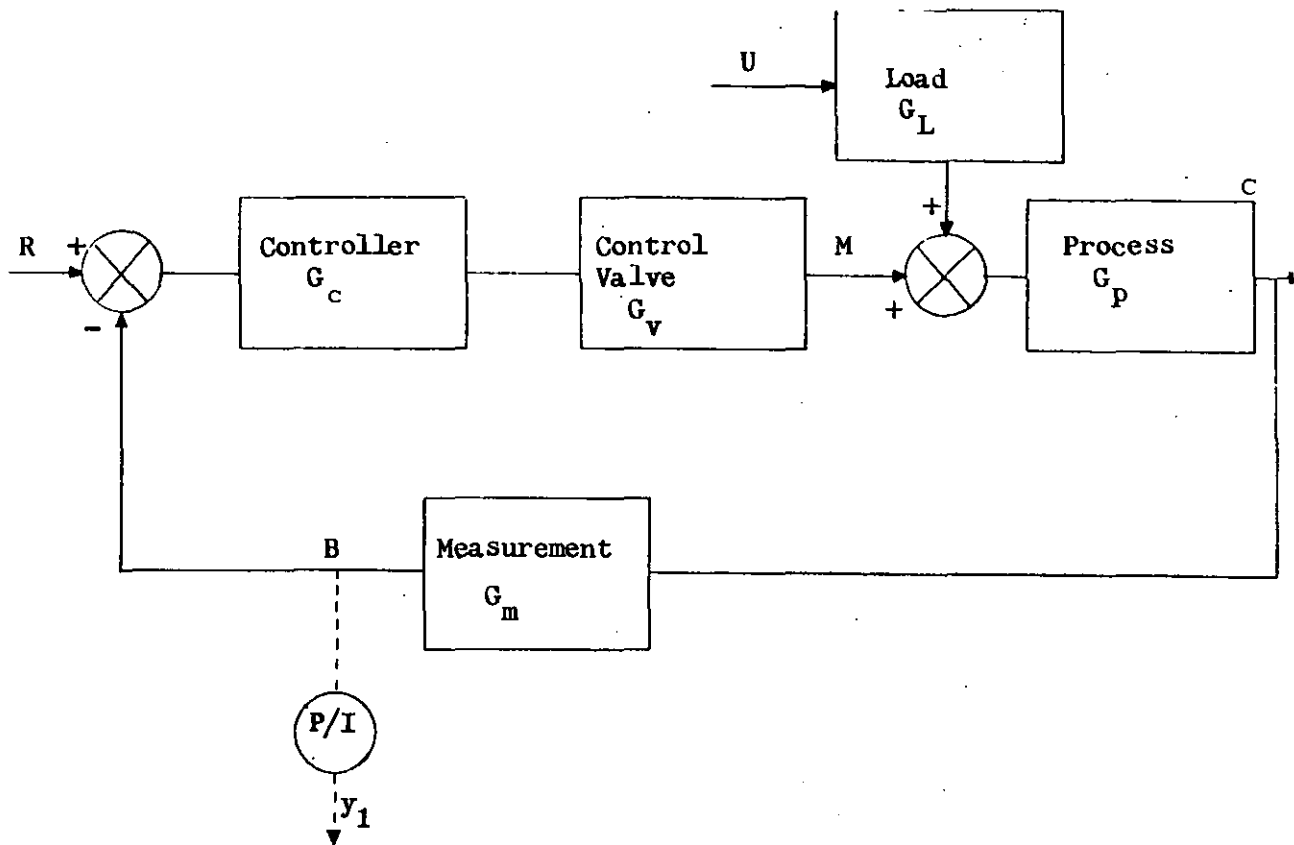 U
Load
G_L
C
R
+
-
Controller
G_c
Control
Valve
G_v
M
+
+
Process
G_p
B
Measurement
G_m
P/I
y_1